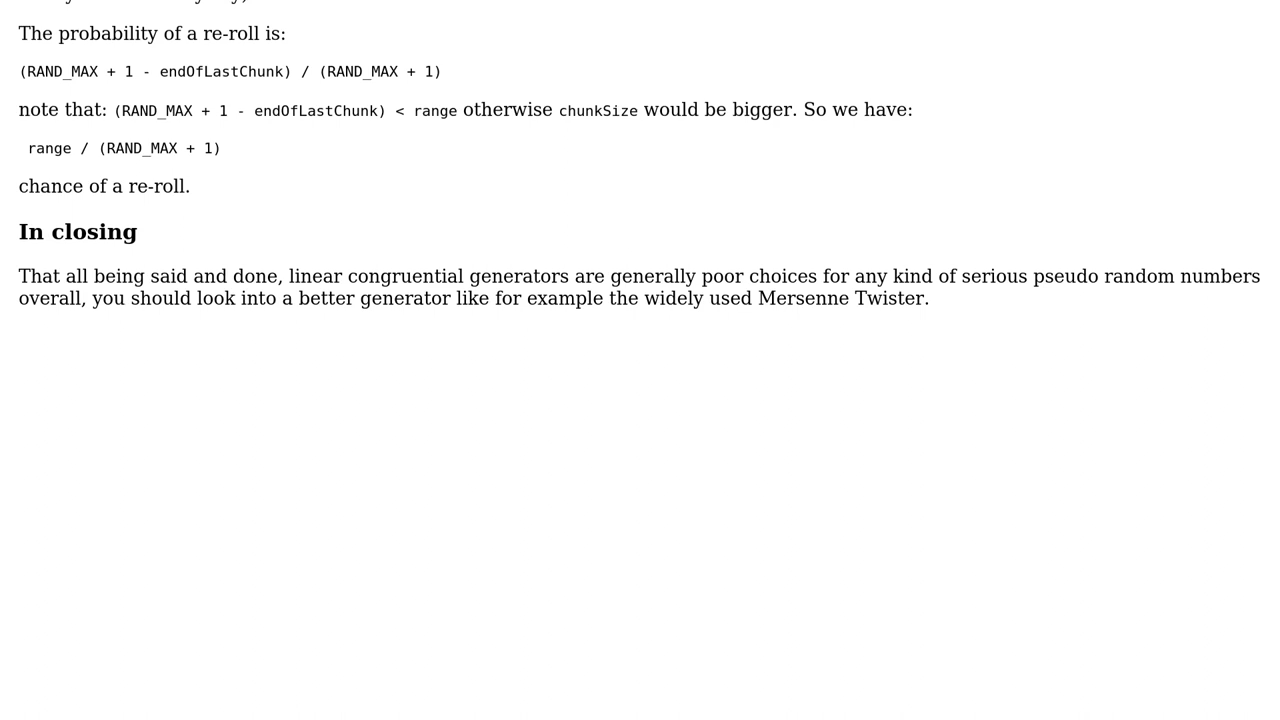 The probability of a re-roll is:
(RAND_MAX + 1 - endOfLastChunk) / (RAND_MAX + 1)
note that: (RAND_MAX + 1 - endOfLastChunk) < range otherwise chunkSize would be bigger. So we have:
range / (RAND_MAX + 1)
chance of a re-roll.
In closing
That all being said and done, linear congruential generators are generally poor choices for any kind of serious pseudo random numbers
overall, you should look into a better generator like for example the widely used Mersenne Twister.